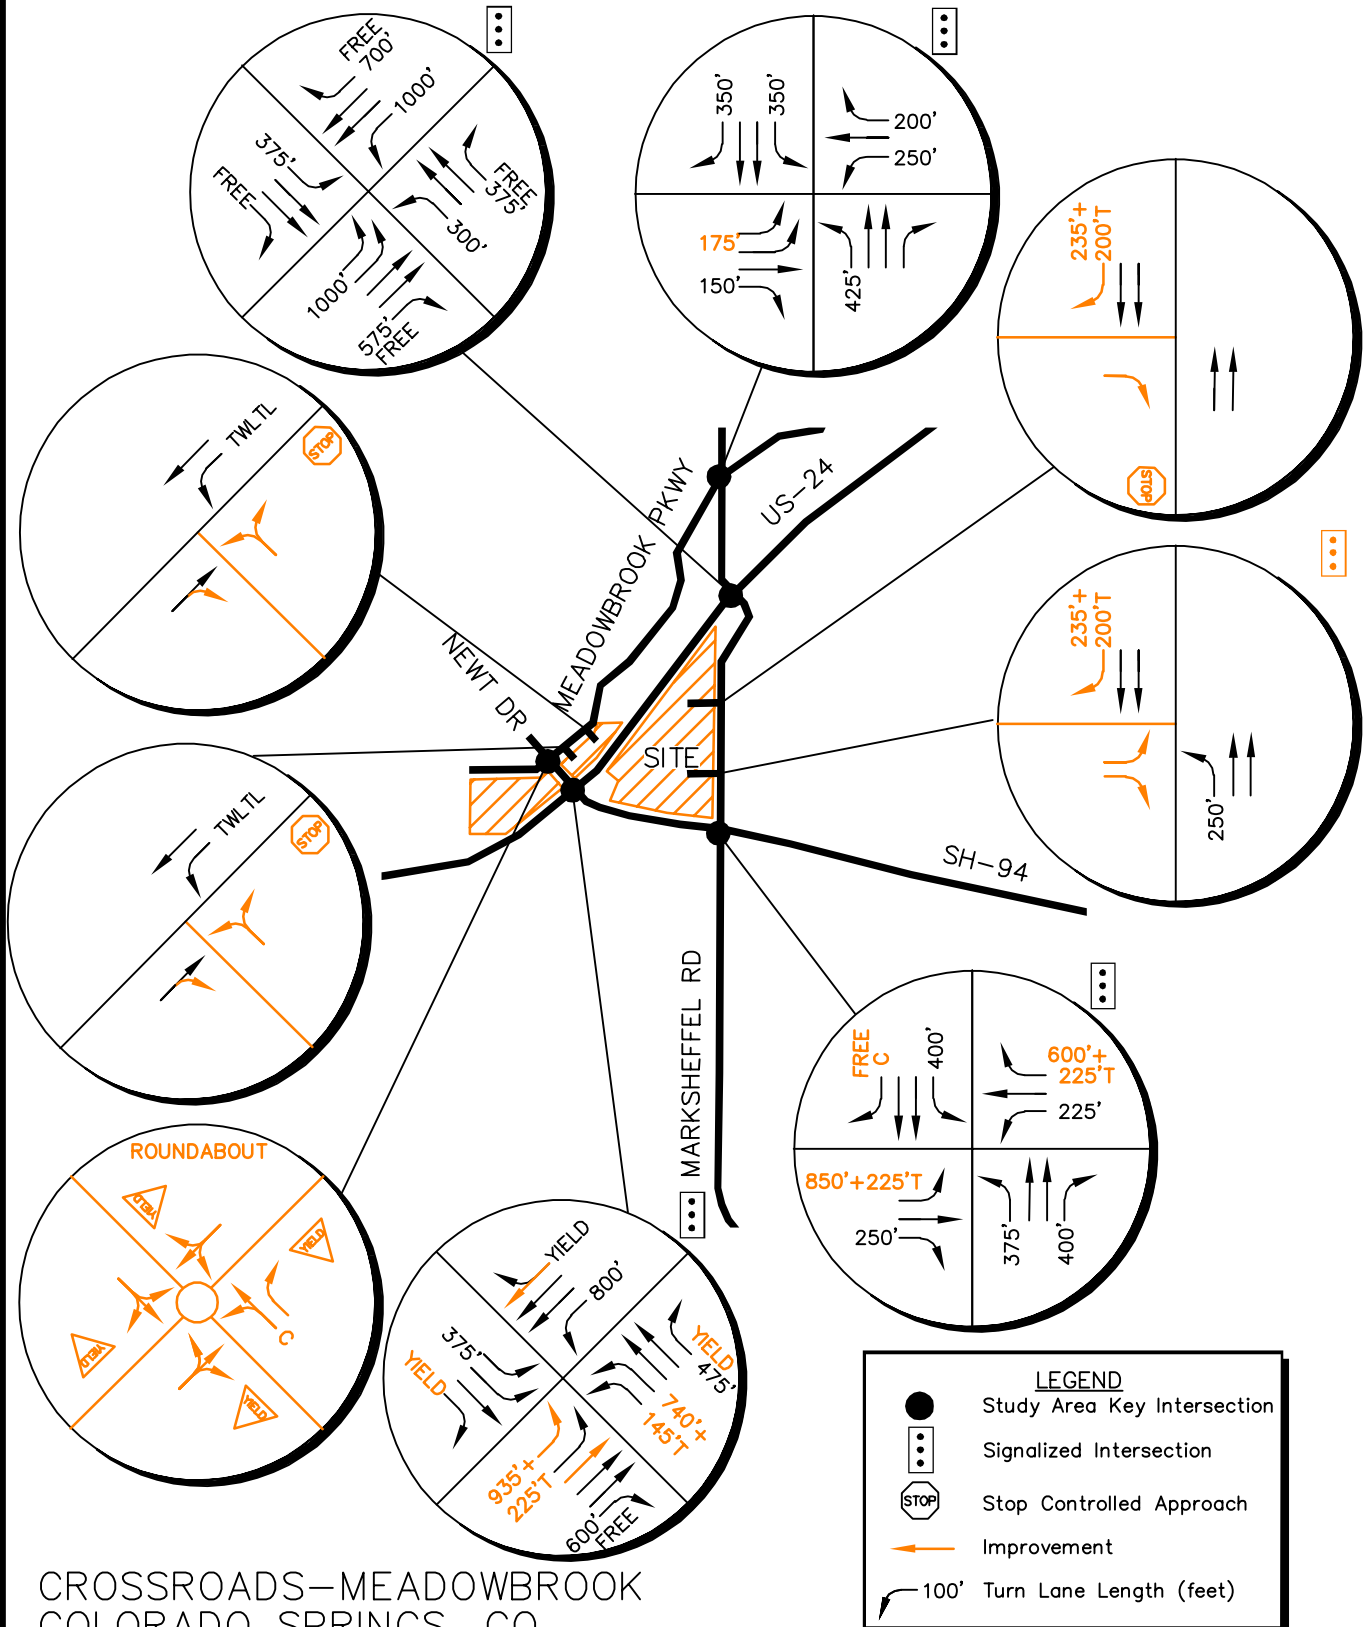 FREE
700'
1000'
375'
FREE
FREE
375'
300'
1000'
575'
FREE
350'
350'
200'
250'
175'
150'
425'
235'+
200'T
STOP
TWLTL
STOP
235'+
200'T
250'
MEADOWBROOK PKWY
US-24
NEWT DR
SITE
SH-94
MARKSHEFFEL RD
TWLTL
STOP
FREE
C
400'
600'+
225'T
225'
850'+225'T
250'
375'
400'
ROUNDABOUT
YIELD
YIELD
YIELD
YIELD
C
YIELD
800'
375'
YIELD
YIELD
475'
740'+
145'T
935'+
225'T
600'
FREE
LEGEND
Study Area Key Intersection
Signalized Intersection
STOP
Stop Controlled Approach
Improvement
100'
Turn Lane Length (feet)
CROSSROADS-MEADOWBROOK
COLORADO SPRINGS, CO